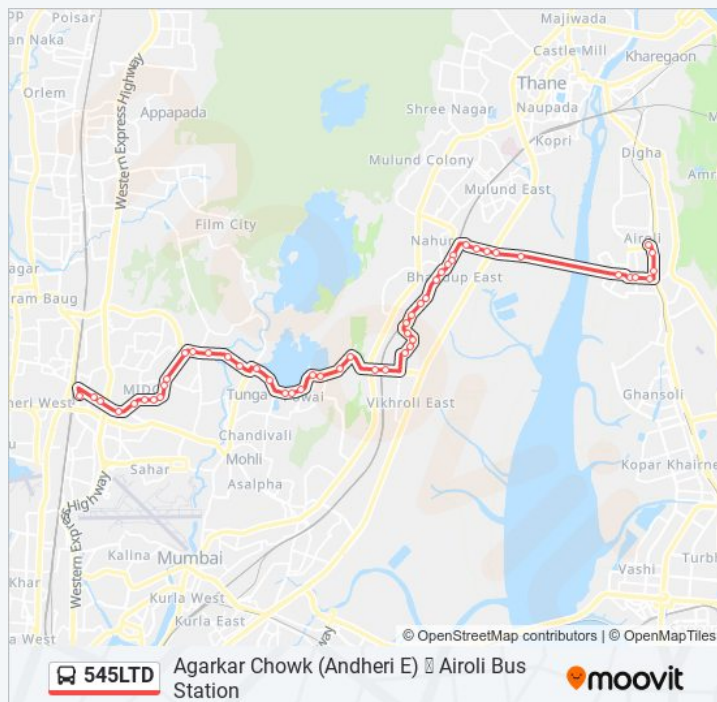 Poisar
Majiwada
an Naka
Castle Mill
Kharegaon
Western Express Highway
Thane
Orlem
Appapada
Shree Nagar
Naupada
Kopri
Digha
Mulund Colony
Amr
Mulund East
Film City
Nahur
Airoli
agar
Bhandup East
ram Baug
MIDC
heri West
Tunga
Powai
Vikhroli East
Ghansoli
Chandivali
Mohli
Sahar
Asalpha
Kopar Khairne
Western Express Highway
Kalina
Mumbai
Turbh
Khar
Kurla West
Vashi
Kurla East
ra West
way
© OpenStreetMap contributors | © OpenMapTiles
545LTD
Agarkar Chowk (Andheri E) Airoli Bus
Station
moovit